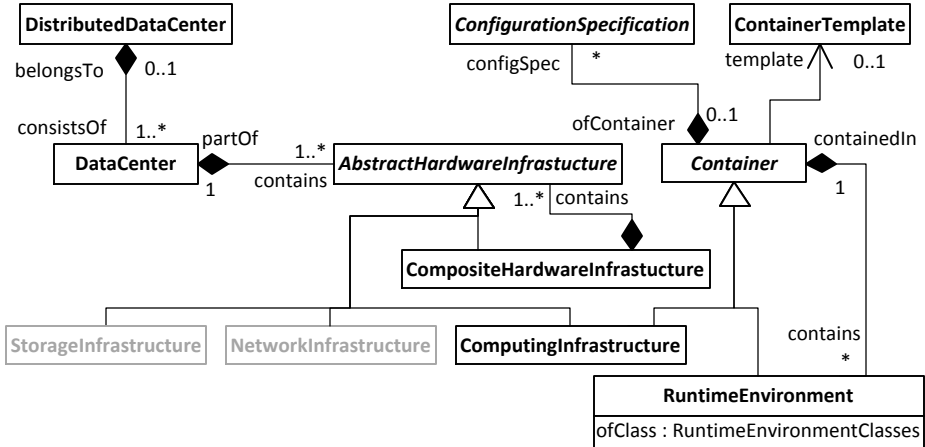 DistributedDataCenter
ConfigurationSpecification
ContainerTemplate
belongsTo
0..1
configSpec
*
template
0..1
consistsOf
1..*
partOf
ofContainer
0..1
containedIn
DataCenter
1
1..*
contains
AbstractHardwareInfrastucture
Container
1
1..*
contains
CompositeHardwareInfrastucture
StorageInfrastructure
NetworkInfrastructure
ComputingInfrastructure
contains
*
RuntimeEnvironment
ofClass : RuntimeEnvironmentClasses